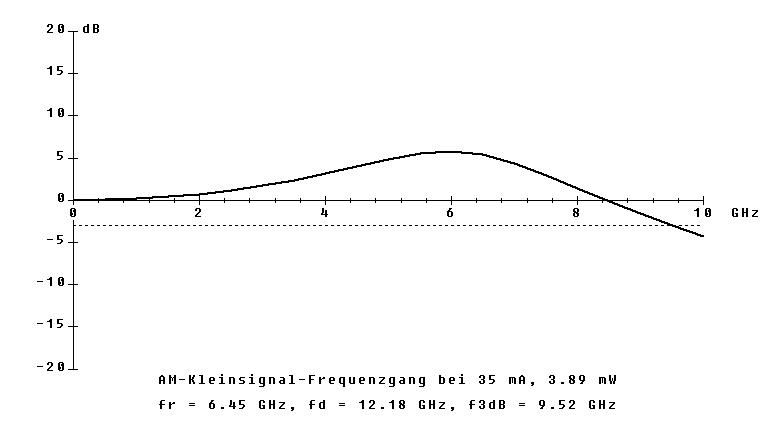 20 dB
15
10
5
0
0 2 4 6 8 10 GHz
-5
-10
-15
-20
AM-Kleinsignal-Frequenzgang bei 35 mA, 3.89 mW
fr = 6.45 GHz, fd = 12.18 GHz, f3dB = 9.52 GHz